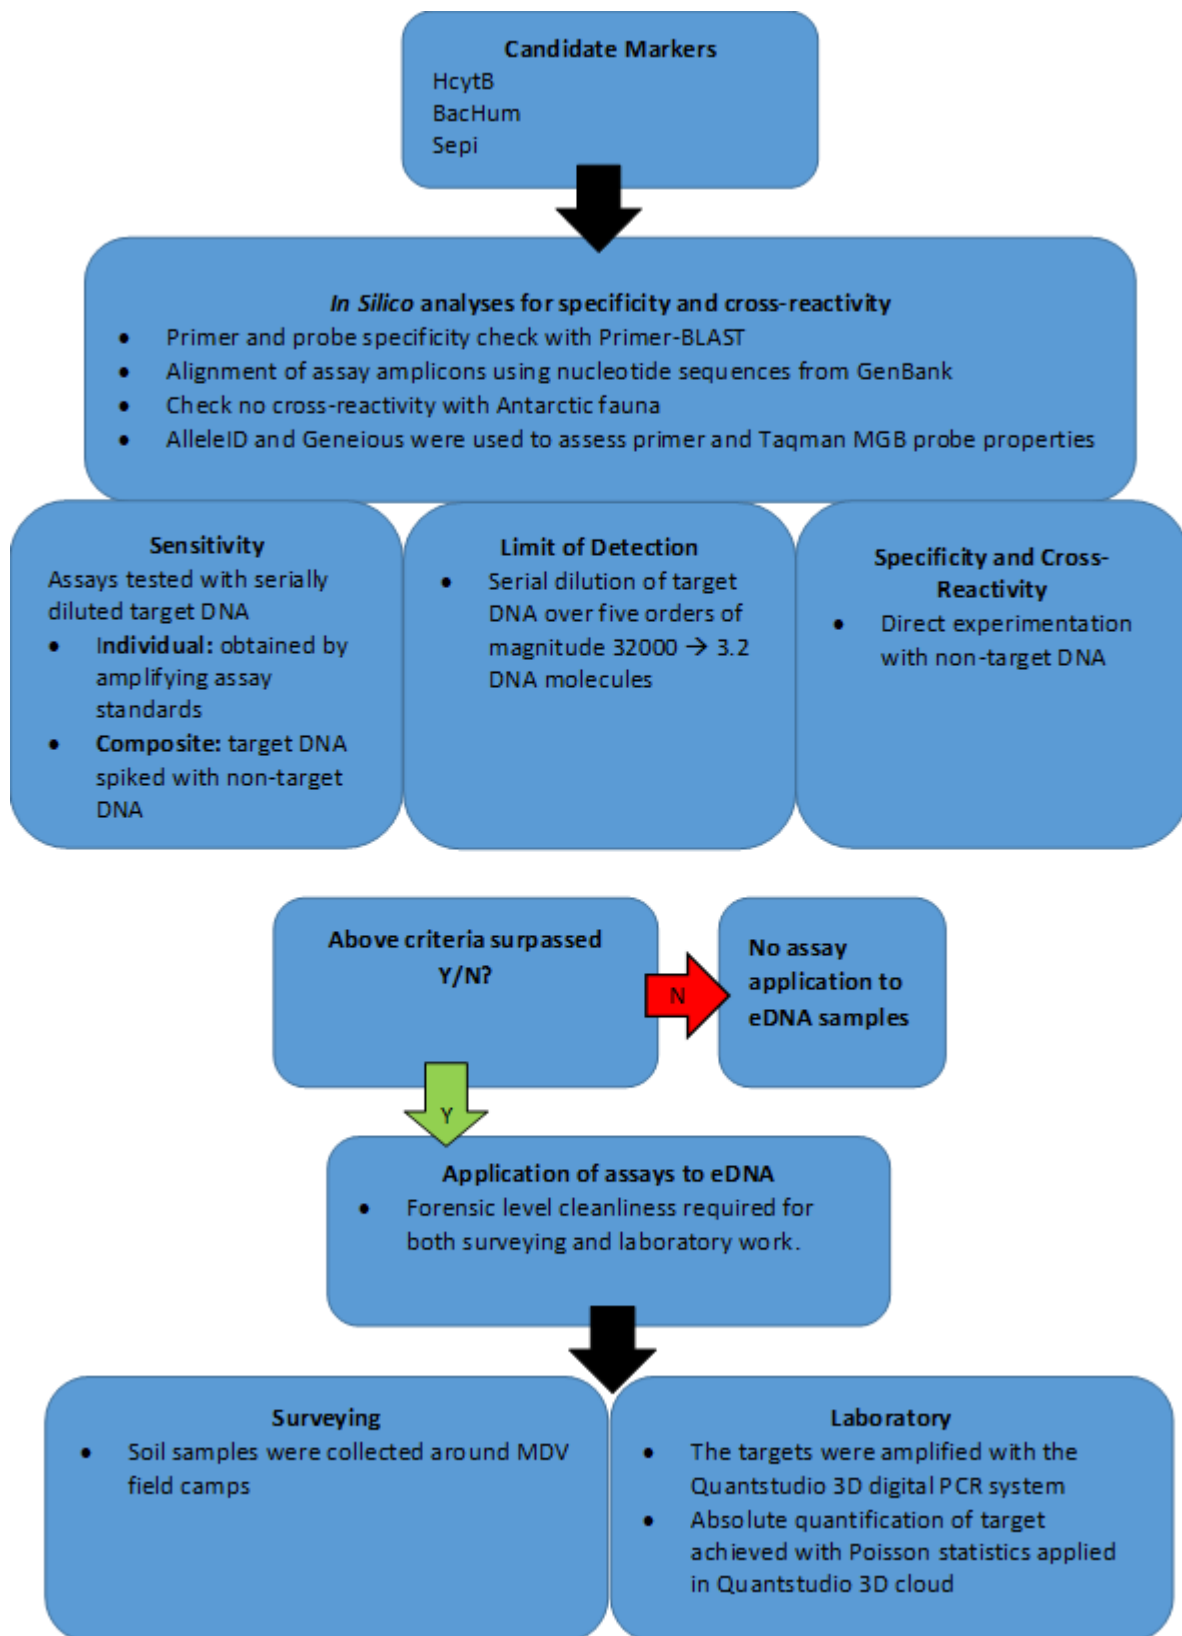 Candidate Markers
HcytB
BacHum
Sepi
In Silico analyses for specificity and cross-reactivity
• Primer and probe specificity check with Primer-BLAST
• Alignment of assay amplicons using nucleotide sequences from GenBank
• Check no cross-reactivity with Antarctic fauna
• AlleleID and Geneious were used to assess primer and Taqman MGB probe properties
Sensitivity
Assays tested with serially
diluted target DNA
• Individual: obtained by
amplifying assay
standards
• Composite: target DNA
spiked with non-target
DNA
Limit of Detection
• Serial dilution of target
DNA over five orders of
magnitude 32000 → 3.2
DNA molecules
Specificity and Cross-
Reactivity
• Direct experimentation
with non-target DNA
Above criteria surpassed
Y/N?
N
No assay
application to
eDNA samples
Y
Application of assays to eDNA
• Forensic level cleanliness required for
both surveying and laboratory work.
Surveying
• Soil samples were collected around MDV
field camps
Laboratory
• The targets were amplified with the
Quantstudio 3D digital PCR system
• Absolute quantification of target
achieved with Poisson statistics applied
in Quantstudio 3D cloud